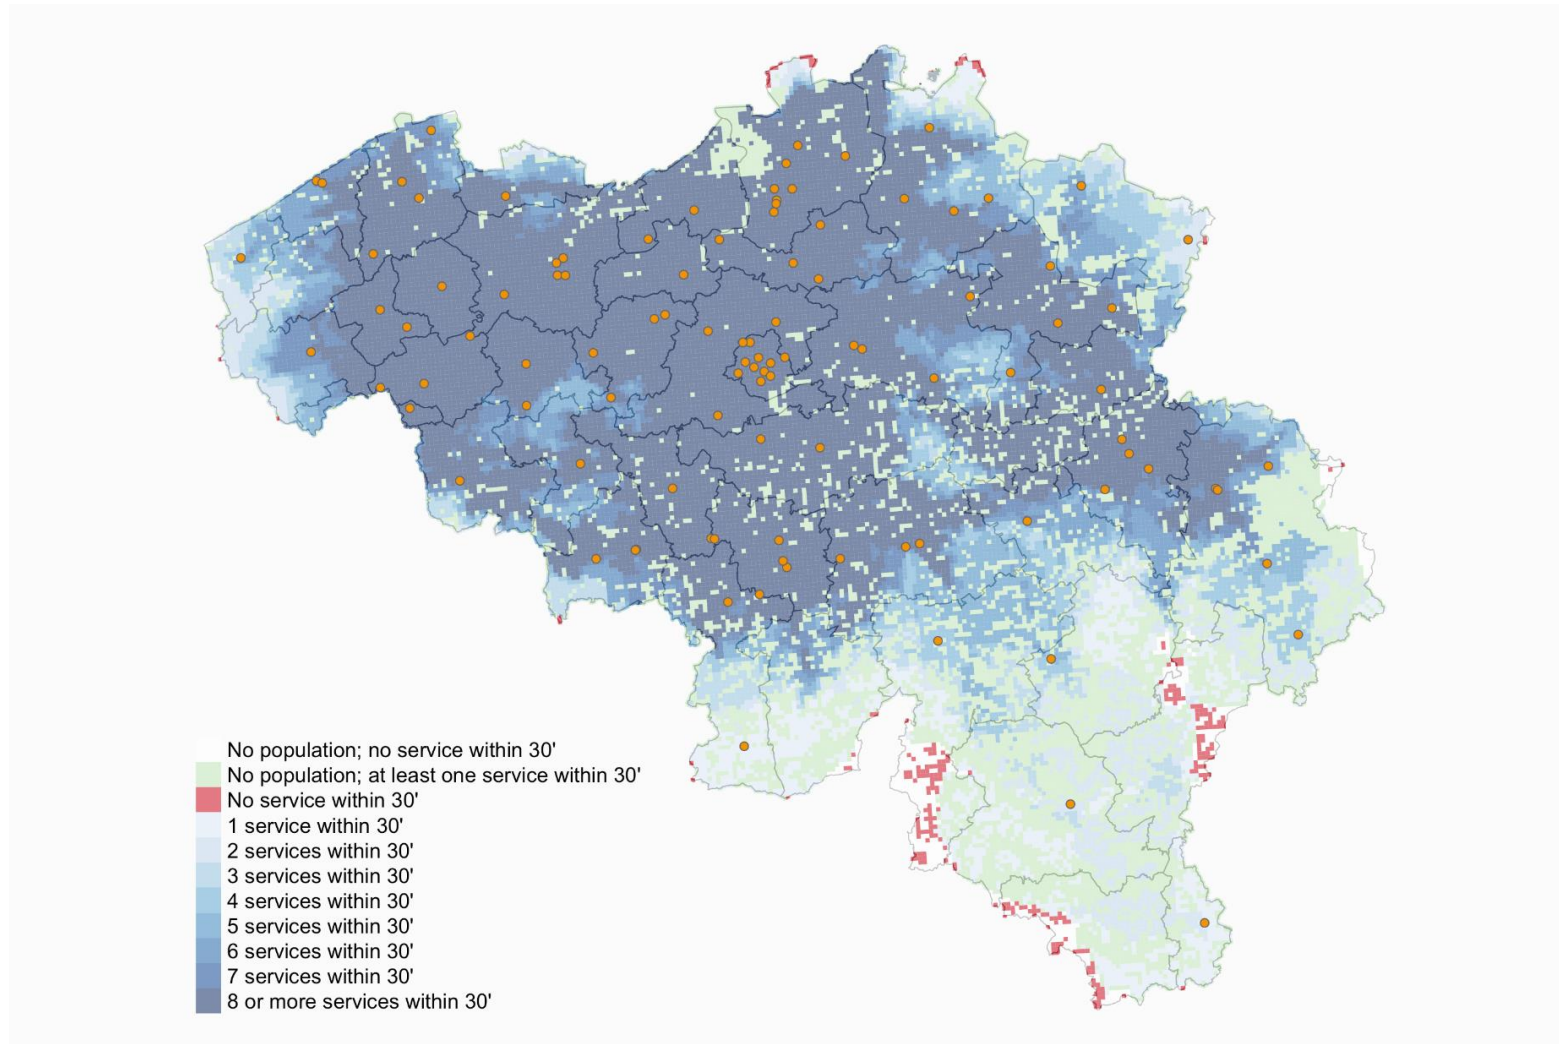 No population; no service within 30'
No population; at least one service within 30'
No service within 30'
1 service within 30'
2 services within 30'
3 services within 30'
4 services within 30'
5 services within 30'
6 services within 30'
7 services within 30'
8 or more services within 30'